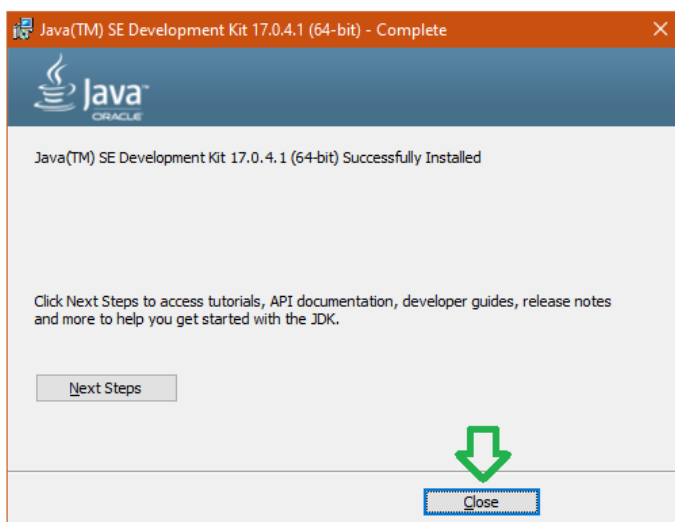 Java(TM) SE Development Kit 17.0.4.1 (64-bit) - Complete
Java™
ORACLE
Java(TM) SE Development Kit 17.0.4.1 (64-bit) Successfully Installed
Click Next Steps to access tutorials, API documentation, developer guides, release notes
and more to help you get started with the JDK.
Next Steps
Close